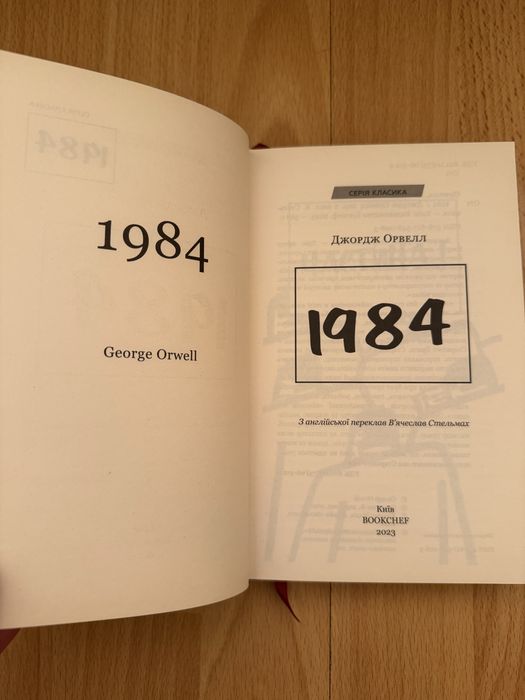 1984
George Orwell
СЕРІЯ КЛАСИКА
Джордж Орвелл
1984
З англійської переклав В'ячеслав Стельмах
Київ
BOOKCHEF
2023